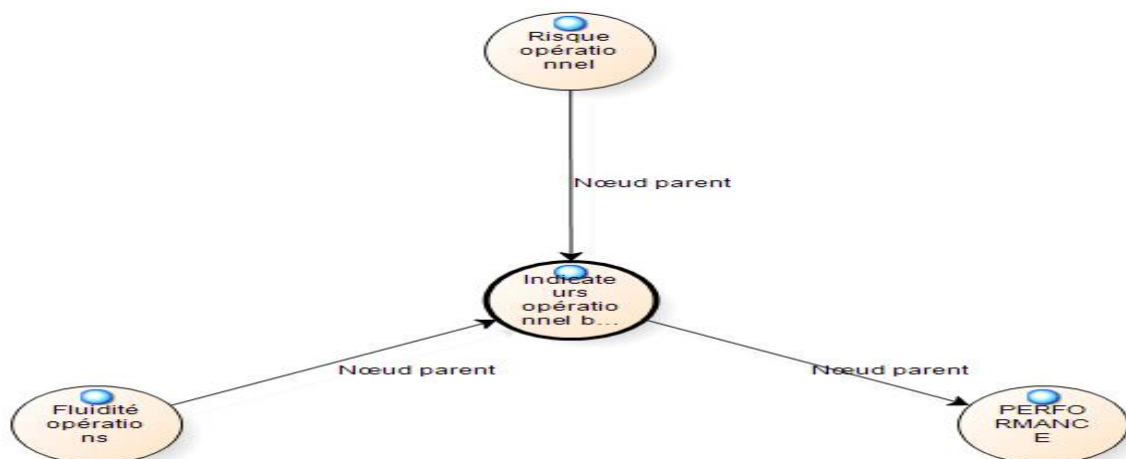 Risque
opératio
nnel
Nœud parent
Indicate
urs
opératio
nnel b...
Nœud parent
Nœud parent
Fluidité
opératio
ns
PERFO
RMANC
E